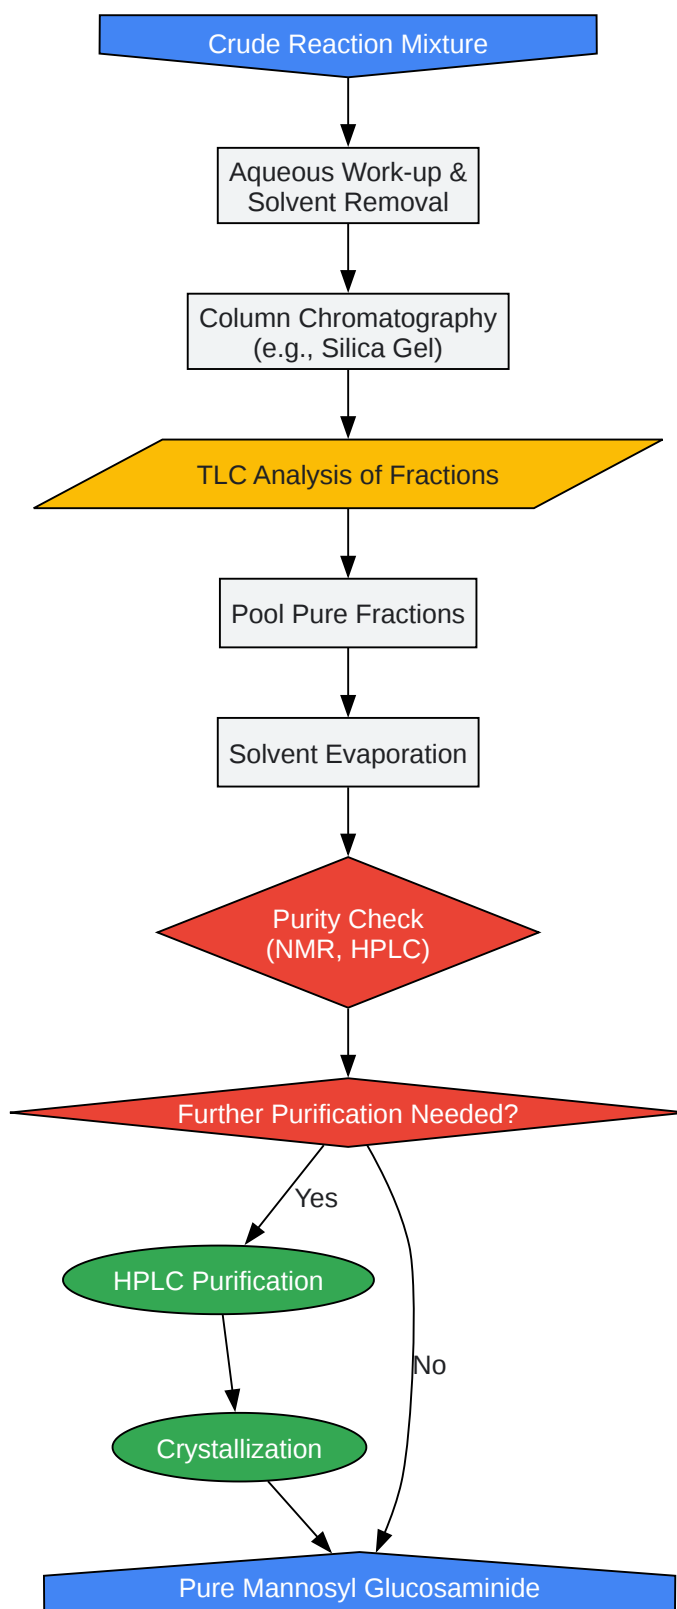 Crude Reaction Mixture
Aqueous Work-up &
Solvent Removal
Column Chromatography
(e.g., Silica Gel)
TLC Analysis of Fractions
Pool Pure Fractions
Solvent Evaporation
Purity Check
(NMR, HPLC)
Further Purification Needed?
Yes
HPLC Purification
No
Crystallization
Pure Mannosyl Glucosaminide